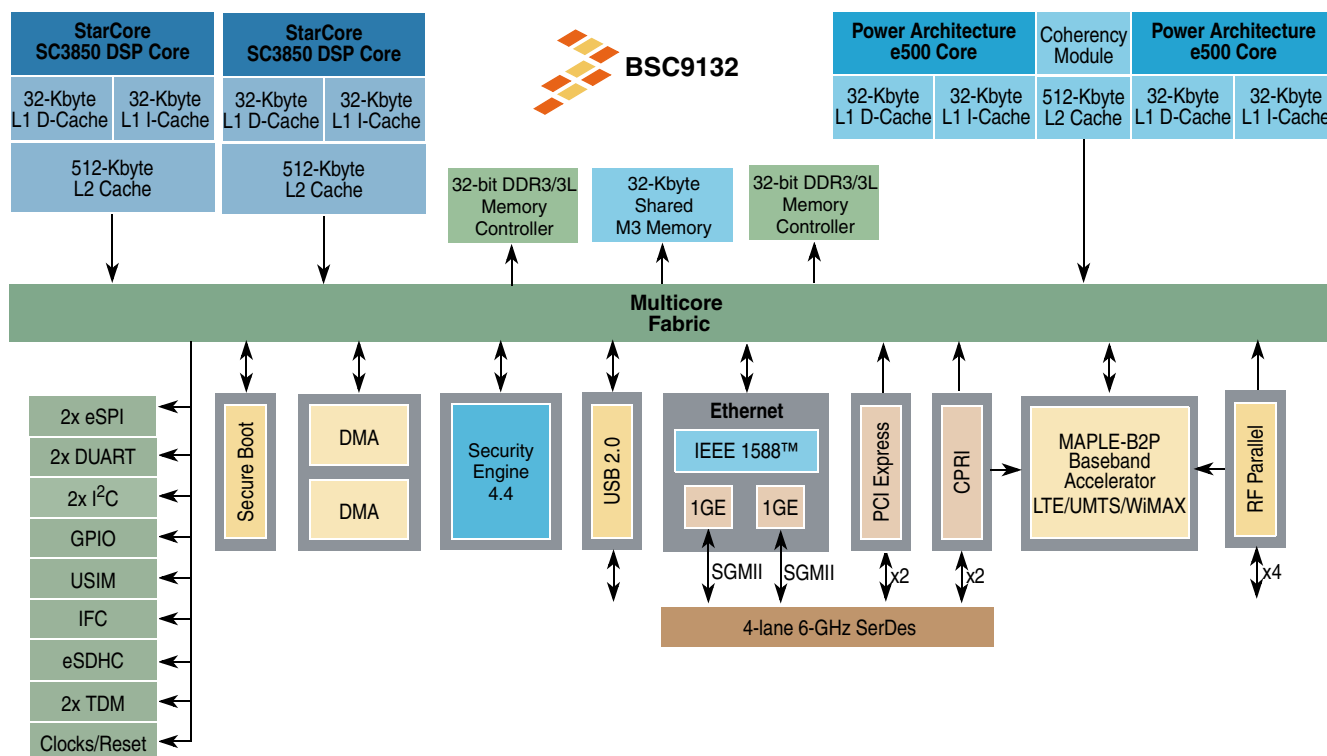 StarCore
SC3850 DSP Core
32-Kbyte
L1 D-Cache
32-Kbyte
L1 I-Cache
512-Kbyte
L2 Cache
StarCore
SC3850 DSP Core
32-Kbyte
L1 D-Cache
32-Kbyte
L1 I-Cache
512-Kbyte
L2 Cache
BSC9132
Power Architecture
e500 Core
Coherency
Module
Power Architecture
e500 Core
32-Kbyte
L1 D-Cache
32-Kbyte
L1 I-Cache
512-Kbyte
L2 Cache
32-Kbyte
L1 D-Cache
32-Kbyte
L1 I-Cache
32-bit DDR3/3L
Memory
Controller
32-Kbyte
Shared
M3 Memory
32-bit DDR3/3L
Memory
Controller
Multicore
Fabric
2x eSPI
2x DUART
2x I²C
GPIO
USIM
IFC
eSDHC
2x TDM
Clocks/Reset
Secure Boot
DMA
DMA
Security
Engine
4.4
USB 2.0
Ethernet
IEEE 1588™
1GE
1GE
SGMII
SGMII
PCI Express
x2
CPRI
x2
MAPLE-B2P
Baseband
Accelerator
LTE/UMTS/WiMAX
RF Parallel
x4
4-lane 6-GHz SerDes